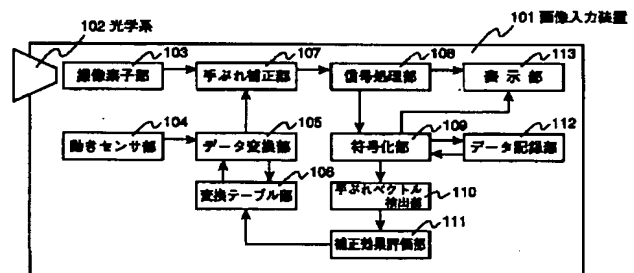 102 光学系
101 画像入力装置
103
107
108
113
撮像素子部
手ぶれ補正部
信号処理部
表示部
104
105
109
112
動きセンサ部
データ変換部
符号化部
データ記録部
106
変換テーブル部
手ぶれベクトル
検出部
110
111
補正効果評価部